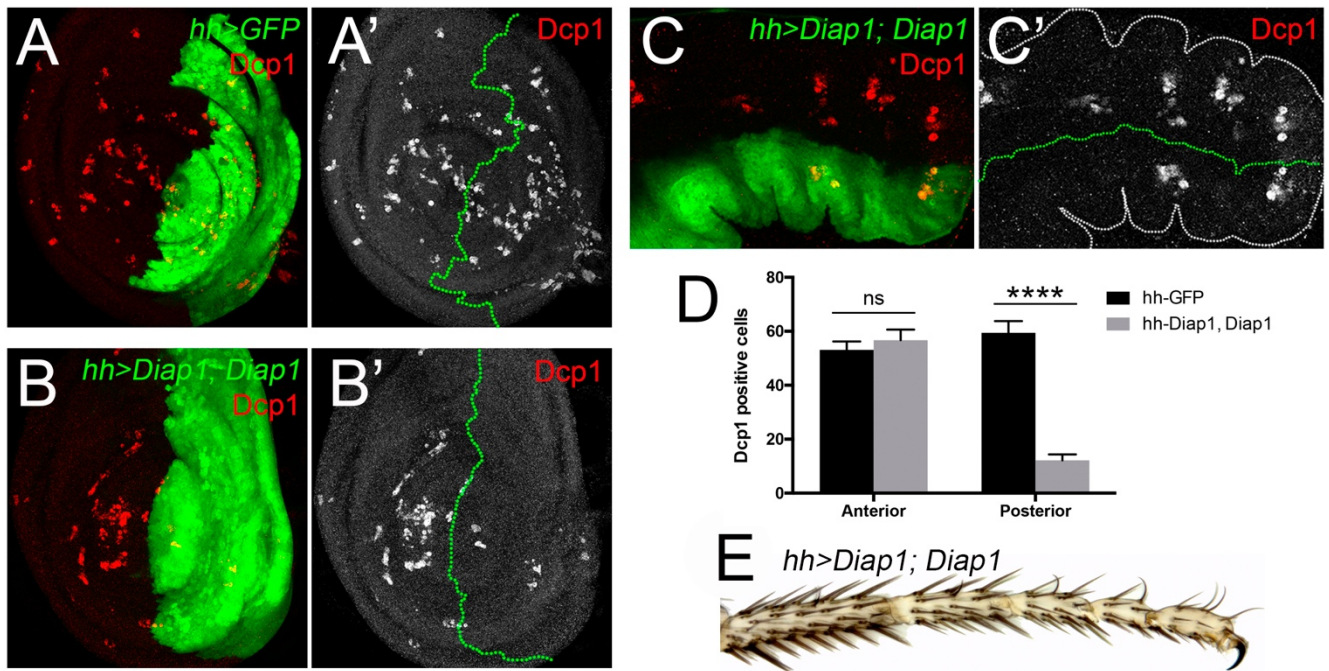 A
hh>GFP
Dcp1
A'
Dcp1
C
hh>Diap1; Diap1
Dcp1
C'
Dcp1
B
hh>Diap1; Diap1
Dcp1
B'
Dcp1
D
Dcp1 positive cells
80
60
40
20
0
ns
****
Anterior
Posterior
hh-GFP
hh-Diap1, Diap1
E
hh>Diap1; Diap1